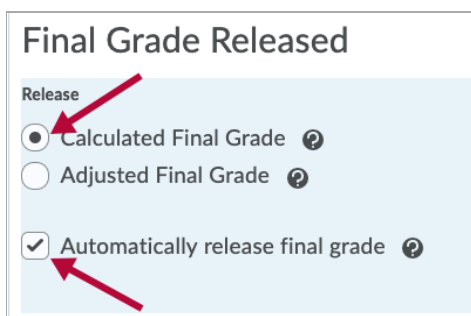 Final Grade Released
Release
Calculated Final Grade
Adjusted Final Grade
Automatically release final grade